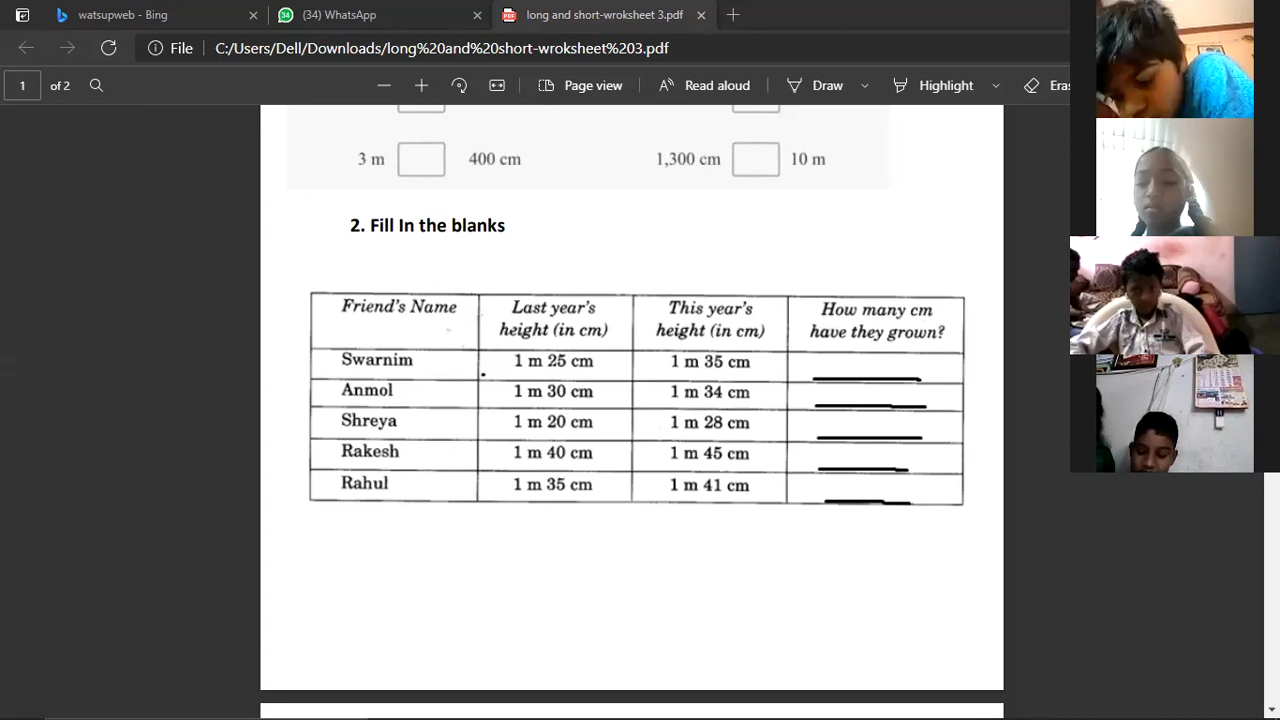 watsupweb - Bing
(34) WhatsApp
long and short-wroksheet 3.pdf
File C:/Users/Dell/Downloads/long%20and%20short-wroksheet%203.pdf
1 of 2 Page view Read aloud Draw Highlight Eras
3 m 400 cm 1,300 cm 10 m
2. Fill In the blanks
Friend's Name Last year's height (in cm) This year's height (in cm) How many cm have they grown?
Swarnim 1 m 25 cm 1 m 35 cm
Anmol 1 m 30 cm 1 m 34 cm
Shreya 1 m 20 cm 1 m 28 cm
Rakesh 1 m 40 cm 1 m 45 cm
Rahul 1 m 35 cm 1 m 41 cm